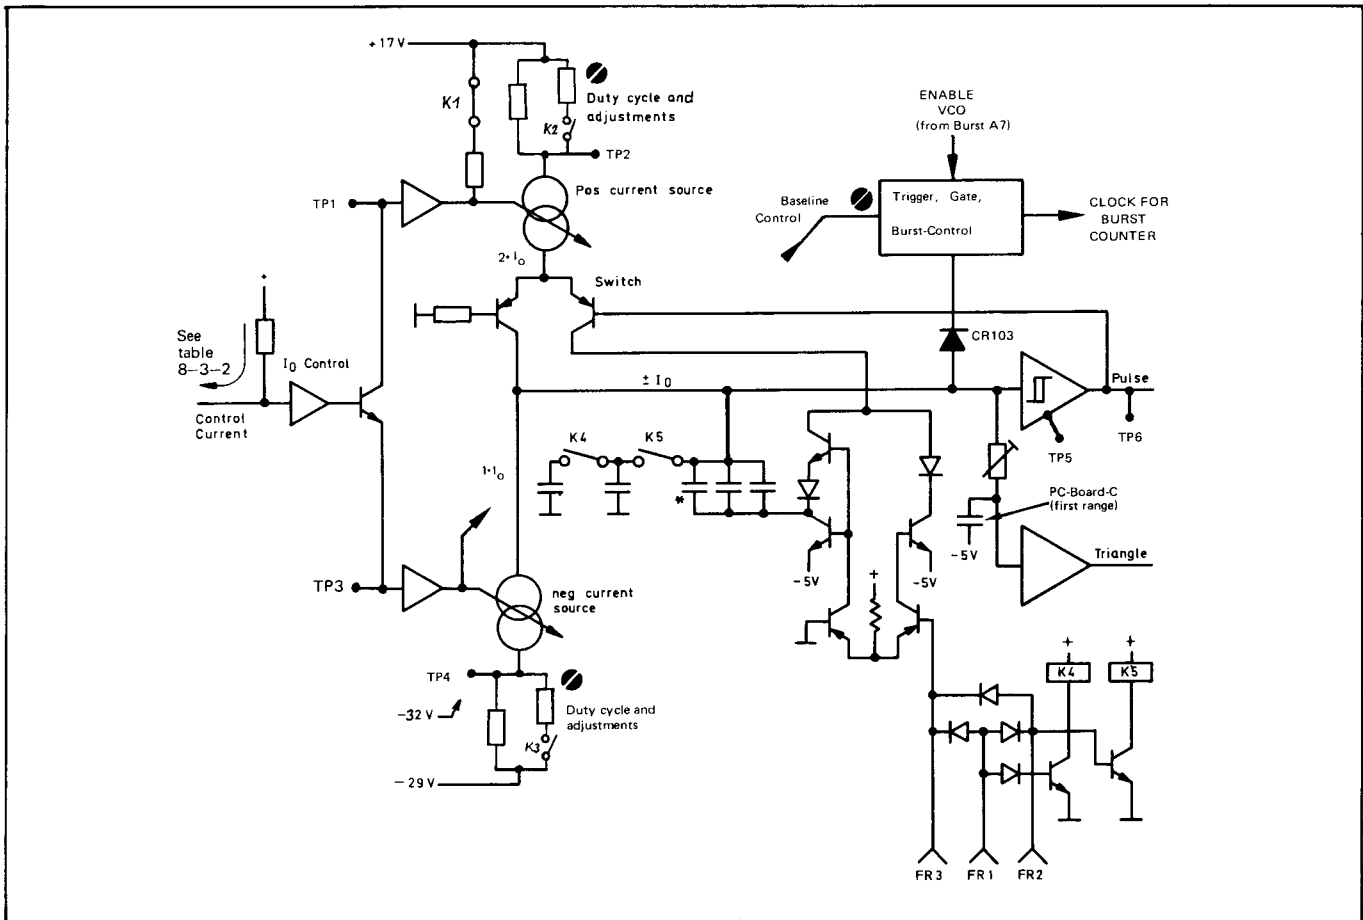 +17V
K1
K2
Duty cycle and
adjustments
TP2
ENABLE
VCO
(from Burst A7)
TP1
Pos current source
Baseline
Control
Trigger, Gate,
Burst-Control
CLOCK FOR
BURST
COUNTER
2·I₀
+
Switch
See
table
8-3-2
I₀ Control
CR103
Control
Current
± I₀
Pulse
TP6
TP5
K4
K5
1·I₀
*
PC-Board-C
(first range)
-5V
Triangle
-5V
+
-5V
TP3
neg current
source
TP4
-32V
Duty cycle and
adjustments
K3
-29V
+
+
K4
K5
FR3
FR1
FR2